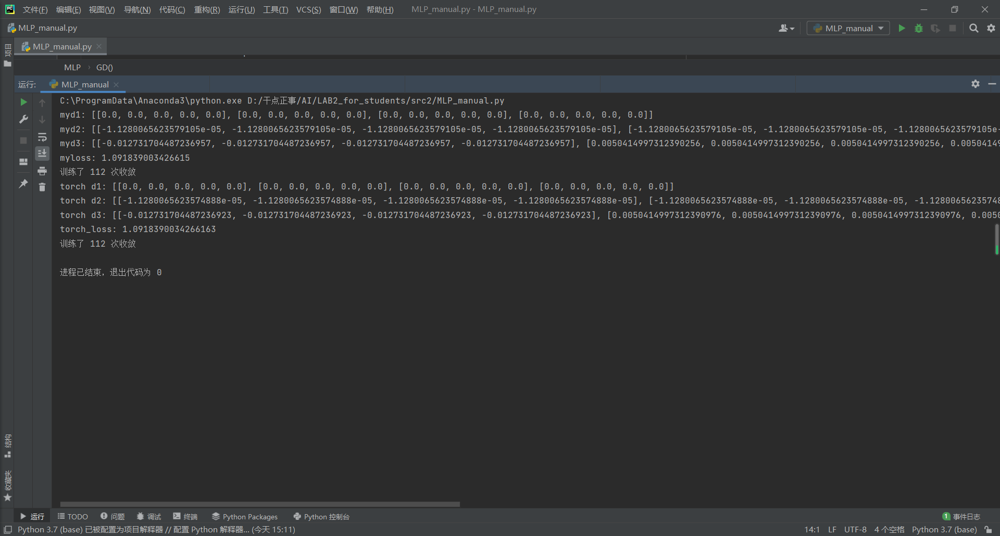 文件(F) 编辑(E) 视图(V) 导航(N) 代码(C) 重构(R) 运行(U) 工具(T) VCS(S) 窗口(W) 帮助(H) MLP_manual.py - MLP_manual.py
MLP_manual.py MLP_manual
项目
MLP_manual.py
MLP › GD()
运行: MLP_manual
C:\ProgramData\Anaconda3\python.exe D:/干点正事/AI/LAB2_for_students/src2/MLP_manual.py
myd1: [[0.0, 0.0, 0.0, 0.0, 0.0], [0.0, 0.0, 0.0, 0.0, 0.0], [0.0, 0.0, 0.0, 0.0, 0.0], [0.0, 0.0, 0.0, 0.0, 0.0]]
myd2: [[-1.1280065623579105e-05, -1.1280065623579105e-05, -1.1280065623579105e-05, -1.1280065623579105e-05], [-1.1280065623579105e-05, -1.1280065623579105e-05, -1.1280065623579105e-
myd3: [[-0.012731704487236957, -0.012731704487236957, -0.012731704487236957, -0.012731704487236957], [0.0050414997312390256, 0.0050414997312390256, 0.0050414997312390256, 0.00504149
myloss: 1.091839003426615
训练了 112 次收敛
torch d1: [[0.0, 0.0, 0.0, 0.0, 0.0], [0.0, 0.0, 0.0, 0.0, 0.0], [0.0, 0.0, 0.0, 0.0, 0.0], [0.0, 0.0, 0.0, 0.0, 0.0]]
torch d2: [[-1.1280065623574888e-05, -1.1280065623574888e-05, -1.1280065623574888e-05, -1.1280065623574888e-05], [-1.1280065623574888e-05, -1.1280065623574888e-05, -1.12800656235748
torch d3: [[-0.012731704487236923, -0.012731704487236923, -0.012731704487236923, -0.012731704487236923], [0.0050414997312390976, 0.0050414997312390976, 0.0050414997312390976, 0.0050
torch_loss: 1.0918390034266163
训练了 112 次收敛
进程已结束，退出代码为 0
结构
收藏夹
运行 TODO 问题 调试 终端 Python Packages Python 控制台 1 事件日志
Python 3.7 (base) 已被配置为项目解释器 // 配置 Python 解释器... (今天 15:11) 14:1 LF UTF-8 4 个空格 Python 3.7 (base)